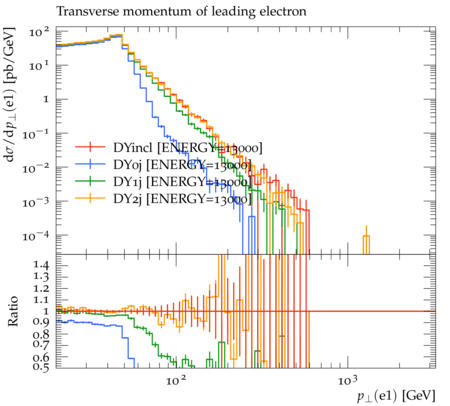 Transverse momentum of leading electron
dσ/dp⊥(e1) [pb/GeV]
10²
10¹
1
10⁻¹
10⁻²
10⁻³
10⁻⁴
DYincl [ENERGY=13000]
DY0j [ENERGY=13000]
DY1j [ENERGY=13000]
DY2j [ENERGY=13000]
Ratio
1.4
1.3
1.2
1.1
1
0.9
0.8
0.7
0.6
0.5
10²
10³
p⊥(e1) [GeV]